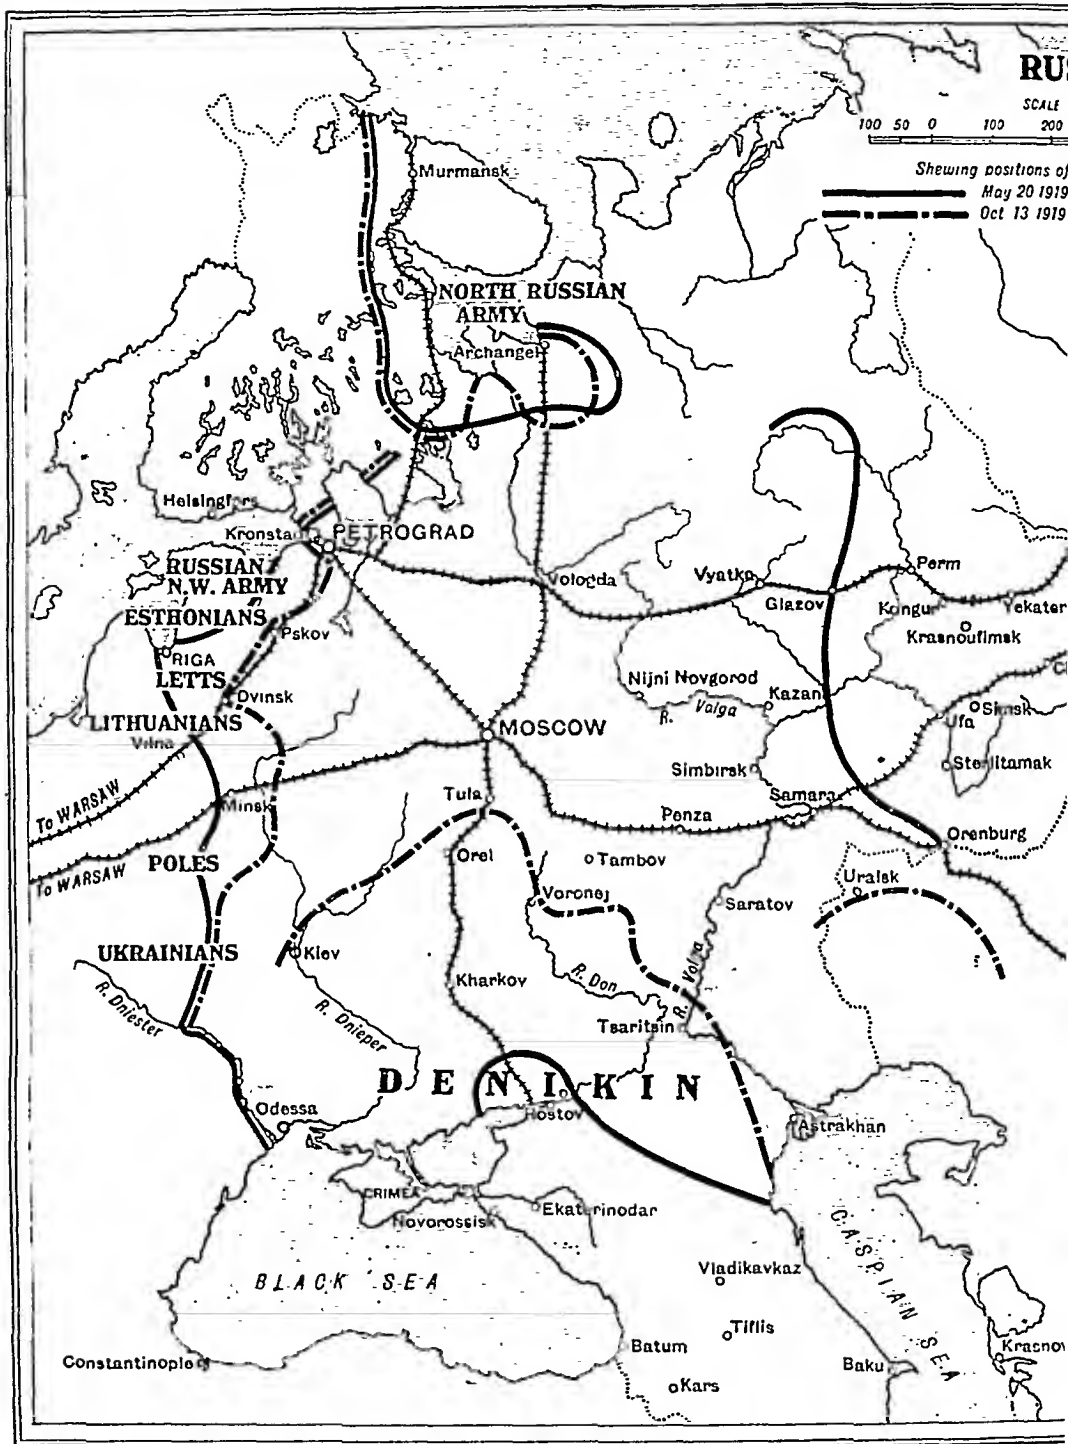 RUS
SCALE
100 50 0 100 200
Shewing positions of
May 20 1919
Oct 13 1919
Murmansk
NORTH RUSSIAN
ARMY
Archangel
Helsingfors
Kronsta
PETROGRAD
RUSSIAN
N.W. ARMY
ESTHONIANS
Pskov
RIGA
LETTS
Dvinsk
LITHUANIANS
Vilna
Vologda
Vyatka
Glazov
Perm
Kongur
Yekater
Krasnoufimsk
Nijni Novgorod
R. Volga
Kazan
Ufa
Simsk
Sterlitamak
MOSCOW
Simbirsk
Samara
To WARSAW
Minsk
Tula
Penza
Orenburg
To WARSAW
POLES
Orel
Tambov
Uralsk
Voronej
Saratov
UKRAINIANS
Kiev
Kharkov
R. Don
R. Volga
R. Dniester
R. Dnieper
Tsaritsin
DENIKIN
Odessa
Rostov
Astrakhan
CRIMEA
Novorossisk
Ekaterinodar
CASPIAN SEA
BLACK SEA
Vladikavkaz
Tiflis
Constantinople
Batum
Baku
Krasnov
Kars